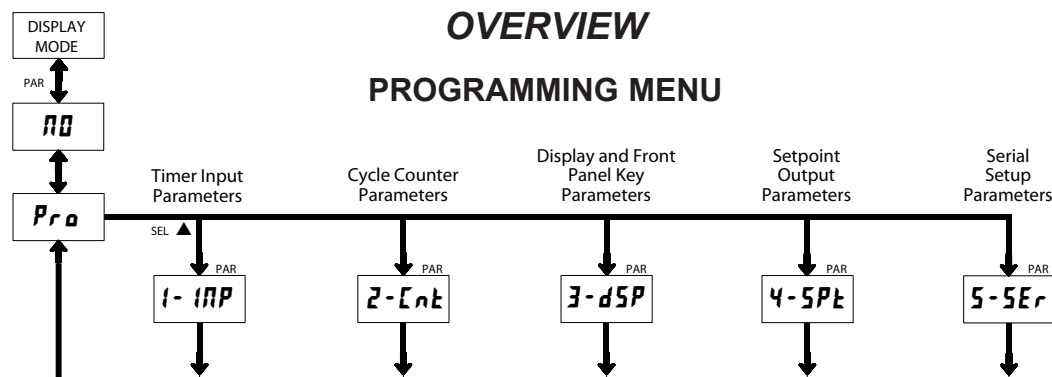 OVERVIEW
PROGRAMMING MENU
DISPLAY
MODE
PAR
NO
Pro
Timer Input
Parameters
Cycle Counter
Parameters
Display and Front
Panel Key
Parameters
Setpoint
Output
Parameters
Serial
Setup
Parameters
SEL
PAR
1-INP
PAR
2-Cnt
PAR
3-dSP
PAR
4-SPt
PAR
5-SEr